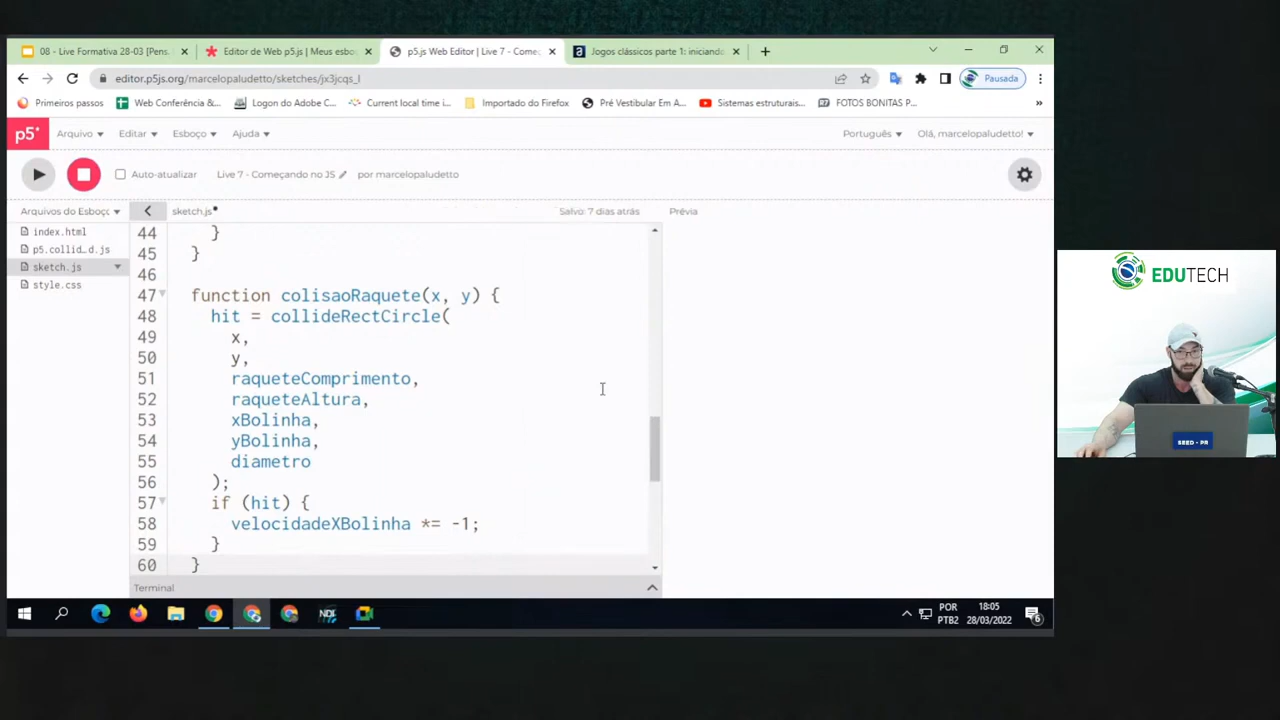 08 - Live Formativa 28-03 [Pens
Editor de Web p5.js | Meus esbo
p5.js Web Editor | Live 7 - Começ
Jogos clássicos parte 1: iniciand
editor.p5js.org/marcelopaludetto/sketches/jx3jcqs_l
Pausada
Primeiros passos
Web Conferência &...
Logon do Adobe C...
Current local time i...
Importado do Firefox
Pré Vestibular Em A...
Sistemas estruturais...
FOTOS BONITAS P...
»
p5*
Arquivo
Editar
Esboço
Ajuda
Português
Olá, marcelopaludetto!
Auto-atualizar
Live 7 - Começando no JS
por marcelopaludetto
Arquivos do Esboç
sketch.js
Salvo: 7 dias atrás
Prévia
index.html
p5.collid_d.js
sketch.js
style.css
44 }
45 }
46
47 function colisaoRaquete(x, y) {
48 hit = collideRectCircle(
49 x,
50 y,
51 raqueteComprimento,
52 raqueteAltura,
53 xBolinha,
54 yBolinha,
55 diametro
56 );
57 if (hit) {
58 velocidadeXBolinha *= -1;
59 }
60 }
Terminal
NDI
POR
PTB2
18:05
28/03/2022
6
EDUTECH
SEED - PR